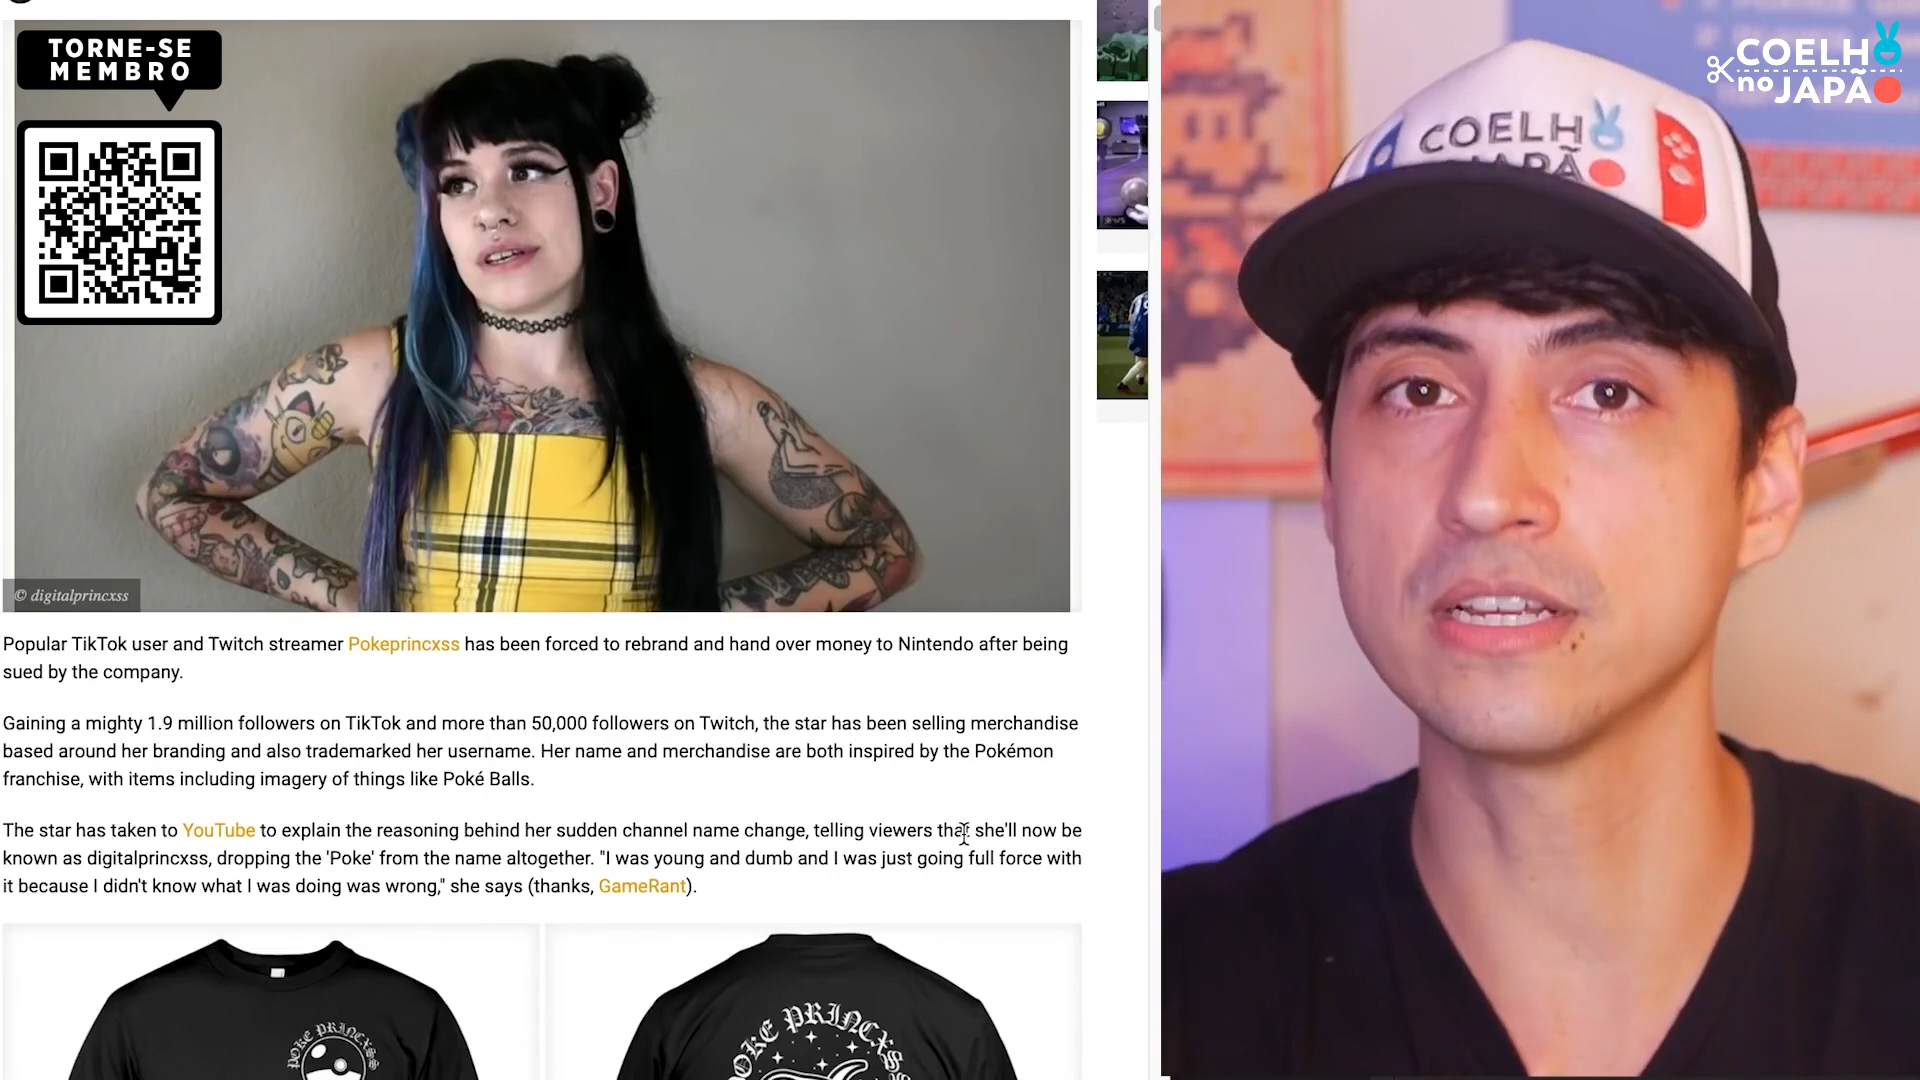 TORNE-SE
MEMBRO
© digitalprincxss
Popular TikTok user and Twitch streamer Pokeprincxss has been forced to rebrand and hand over money to Nintendo after being
sued by the company.
Gaining a mighty 1.9 million followers on TikTok and more than 50,000 followers on Twitch, the star has been selling merchandise
based around her branding and also trademarked her username. Her name and merchandise are both inspired by the Pokémon
franchise, with items including imagery of things like Poké Balls.
The star has taken to YouTube to explain the reasoning behind her sudden channel name change, telling viewers that she'll now be
known as digitalprincxss, dropping the 'Poke' from the name altogether. "I was young and dumb and I was just going full force with
it because I didn't know what I was doing was wrong," she says (thanks, GameRant).
POKE PRINCXSS
POKE PRINCXSS
COELHO
no JAPÃO
COELHO
JAPÃO